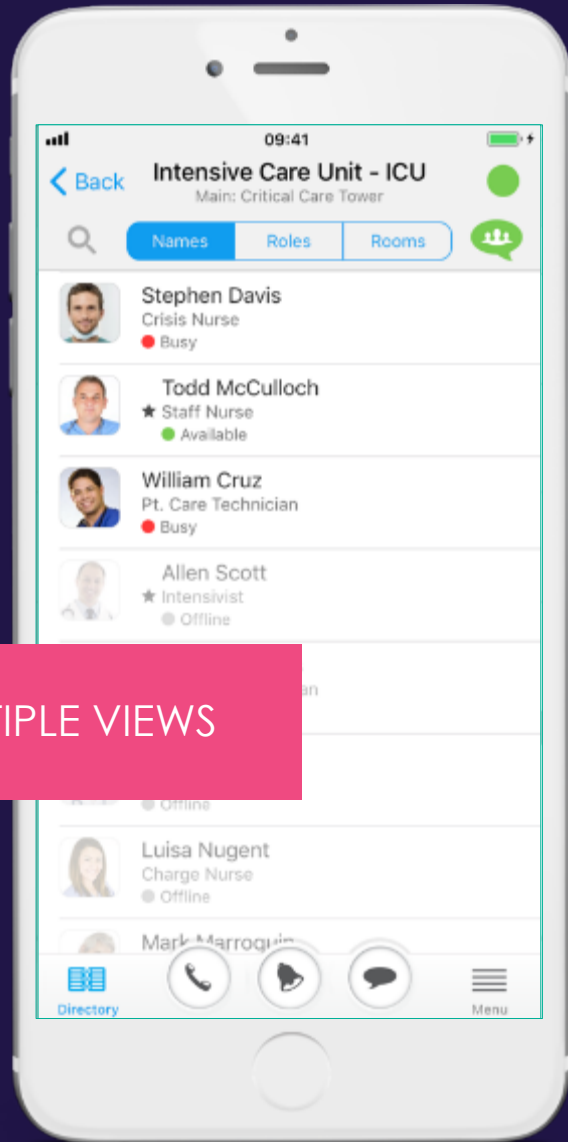 09:41
Back
Intensive Care Unit - ICU
Main: Critical Care Tower
Names Roles Rooms
Stephen Davis
Crisis Nurse
Busy
Todd McCulloch
Staff Nurse
Available
William Cruz
Pt. Care Technician
Busy
Allen Scott
Intensivist
Offline
VIEWS
Offline
Luisa Nugent
Charge Nurse
Offline
Mark Marroquin
Directory
Menu